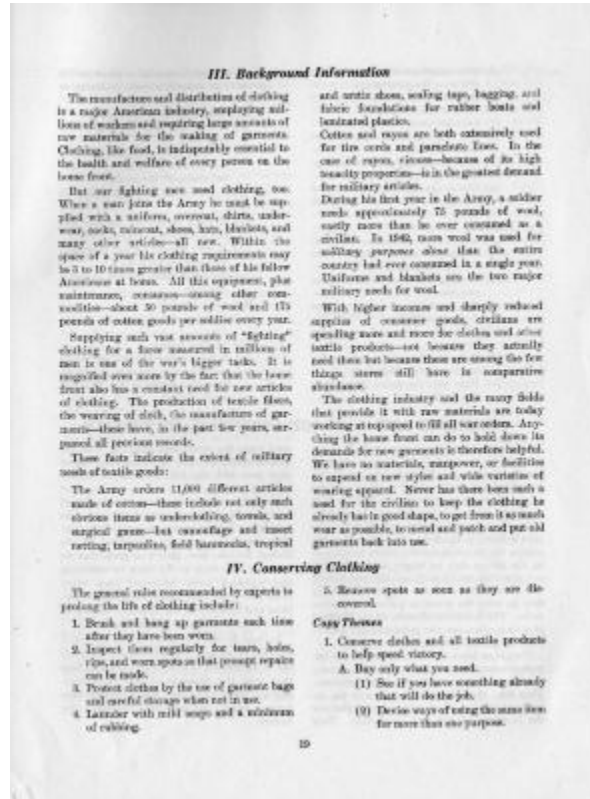 III. Background Information
The manufacture and distribution of clothing
is a major American industry, employing mil-
lions of workers and requiring large amounts of
raw materials for the making of garments.
Clothing, like food, is indisputably essential to
the health and welfare of every person on the
home front.
But our fighting men need clothing, too.
When a man joins the Army he must be sup-
plied with a uniform, overcoat, shirts, under-
wear, socks, raincoat, shoes, hats, blankets, and
many other articles—all new. Within the
space of a year his clothing requirements may
be 5 to 10 times greater than those of his fellow
Americans at home. All this equipment, plus
maintenance, consumes—among other com-
modities—about 50 pounds of wool and 175
pounds of cotton goods per soldier every year.
Supplying such vast amounts of "fighting"
clothing for a force measured in millions of
men is one of the war's bigger tasks. It is
magnified even more by the fact that the home
front also has a constant need for new articles
of clothing. The production of textile fibers,
the weaving of cloth, the manufacture of gar-
ments—these have, in the past few years, sur-
passed all previous records.
These facts indicate the extent of military
needs of textile goods:
The Army orders 11,000 different articles
made of cotton—these include not only such
obvious items as underclothing, towels, and
surgical gauze—but camouflage and insect
netting, tarpaulins, field hammocks, tropical
and arctic shoes, sealing tape, bagging, and
fabric foundations for rubber boats and
laminated plastics.
Cotton and rayon are both extensively used
for tire cords and parachute lines. In the
case of rayon, viscose—because of its high
tenacity properties—is in the greatest demand
for military articles.
During his first year in the Army, a soldier
needs approximately 75 pounds of wool,
vastly more than he ever consumed as a
civilian. In 1942, more wool was used for
military purposes alone than the entire
country had ever consumed in a single year.
Uniforms and blankets are the two major
military needs for wool.
With higher incomes and sharply reduced
supplies of consumer goods, civilians are
spending more and more for clothes and other
textile products—not because they actually
need them but because these are among the few
things stores still have in comparative
abundance.
The clothing industry and the many fields
that provide it with raw materials are today
working at top speed to fill all war orders. Any-
thing the home front can do to hold down its
demands for new garments is therefore helpful.
We have no materials, manpower, or facilities
to expend on new styles and wide varieties of
wearing apparel. Never has there been such a
need for the civilian to keep the clothing he
already has in good shape, to get from it as much
wear as possible, to mend and patch and put old
garments back into use.
IV. Conserving Clothing
The general rules recommended by experts to
prolong the life of clothing include:
1. Brush and hang up garments each time
after they have been worn.
2. Inspect them regularly for tears, holes,
rips, and worn spots so that prompt repairs
can be made.
3. Protect clothes by the use of garment bags
and careful storage when not in use.
4. Launder with mild soaps and a minimum
of rubbing.
5. Remove spots as soon as they are dis-
covered.
Copy Themes
1. Conserve clothes and all textile products
to help speed victory.
A. Buy only what you need.
(1) See if you have something already
that will do the job.
(2) Devise ways of using the same item
for more than one purpose.
19